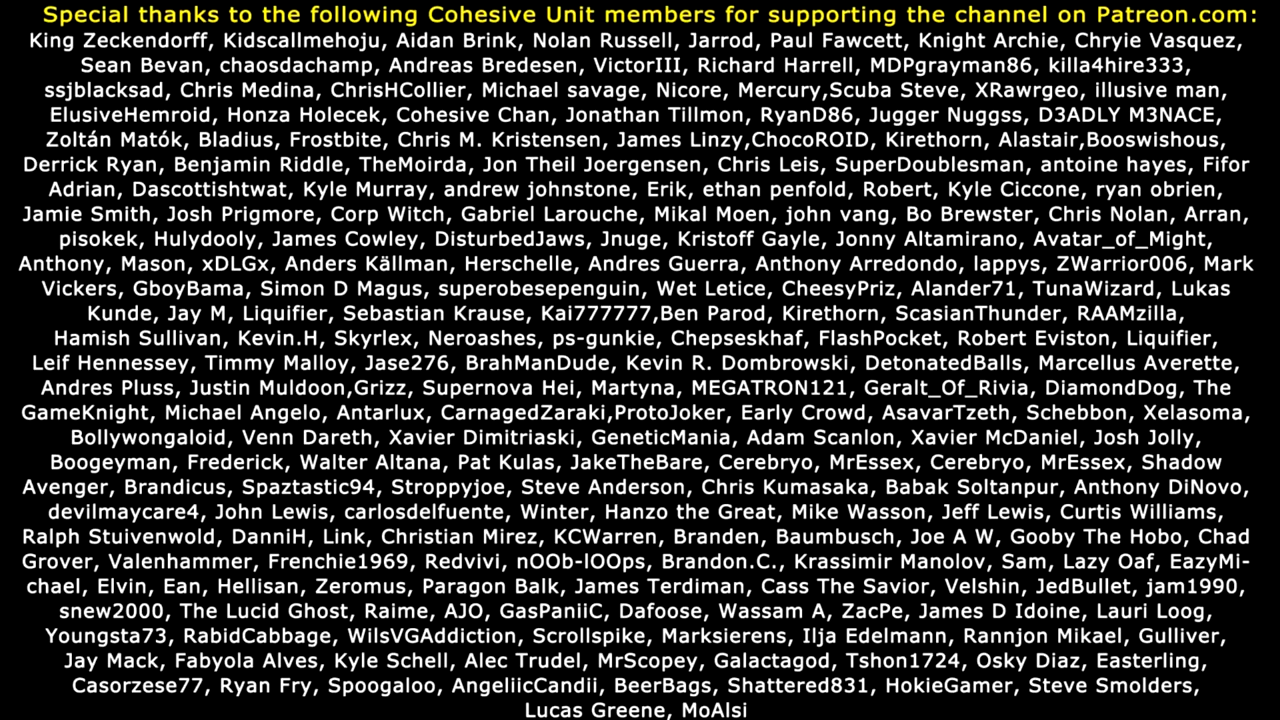 Special thanks to the following Cohesive Unit members for supporting the channel on Patreon.com:
King Zeckendorff, Kidscallmehoju, Aidan Brink, Nolan Russell, Jarrod, Paul Fawcett, Knight Archie, Chryie Vasquez,
Sean Bevan, chaosdachamp, Andreas Bredesen, VictorIII, Richard Harrell, MDPgrayman86, killa4hire333,
ssjblacksad, Chris Medina, ChrisHCollier, Michael savage, Nicore, Mercury,Scuba Steve, XRawrgeo, illusive man,
ElusiveHemroid, Honza Holecek, Cohesive Chan, Jonathan Tillmon, RyanD86, Jugger Nuggss, D3ADLY M3NACE,
Zoltán Matók, Bladius, Frostbite, Chris M. Kristensen, James Linzy,ChocoROID, Kirethorn, Alastair,Booswishous,
Derrick Ryan, Benjamin Riddle, TheMoirda, Jon Theil Joergensen, Chris Leis, SuperDoublesman, antoine hayes, Fifor
Adrian, Dascottishtwat, Kyle Murray, andrew johnstone, Erik, ethan penfold, Robert, Kyle Ciccone, ryan obrien,
Jamie Smith, Josh Prigmore, Corp Witch, Gabriel Larouche, Mikal Moen, john vang, Bo Brewster, Chris Nolan, Arran,
pisokek, Hulydooly, James Cowley, DisturbedJaws, Jnuge, Kristoff Gayle, Jonny Altamirano, Avatar_of_Might,
Anthony, Mason, xDLGx, Anders Källman, Herschelle, Andres Guerra, Anthony Arredondo, lappys, ZWarrior006, Mark
Vickers, GboyBama, Simon D Magus, superobesepenguin, Wet Letice, CheesyPriz, Alander71, TunaWizard, Lukas
Kunde, Jay M, Liquifier, Sebastian Krause, Kai777777,Ben Parod, Kirethorn, ScasianThunder, RAAMzilla,
Hamish Sullivan, Kevin.H, Skyrlex, Neroashes, ps-gunkie, Chepseskhaf, FlashPocket, Robert Eviston, Liquifier,
Leif Hennessey, Timmy Malloy, Jase276, BrahManDude, Kevin R. Dombrowski, DetonatedBalls, Marcellus Averette,
Andres Pluss, Justin Muldoon,Grizz, Supernova Hei, Martyna, MEGATRON121, Geralt_Of_Rivia, DiamondDog, The
GameKnight, Michael Angelo, Antarlux, CarnagedZaraki,ProtoJoker, Early Crowd, AsavarTzeth, Schebbon, Xelasoma,
Bollywongaloid, Venn Dareth, Xavier Dimitriaski, GeneticMania, Adam Scanlon, Xavier McDaniel, Josh Jolly,
Boogeyman, Frederick, Walter Altana, Pat Kulas, JakeTheBare, Cerebryo, MrEssex, Cerebryo, MrEssex, Shadow
Avenger, Brandicus, Spaztastic94, Stroppyjoe, Steve Anderson, Chris Kumasaka, Babak Soltanpur, Anthony DiNovo,
devilmaycare4, John Lewis, carlosdelfuente, Winter, Hanzo the Great, Mike Wasson, Jeff Lewis, Curtis Williams,
Ralph Stuivenwold, DanniH, Link, Christian Mirez, KCWarren, Branden, Baumbusch, Joe A W, Gooby The Hobo, Chad
Grover, Valenhammer, Frenchie1969, Redvivi, nOOb-lOOps, Brandon.C., Krassimir Manolov, Sam, Lazy Oaf, EazyMi-
chael, Elvin, Ean, Hellisan, Zeromus, Paragon Balk, James Terdiman, Cass The Savior, Velshin, JedBullet, jam1990,
snew2000, The Lucid Ghost, Raime, AJO, GasPaniiC, Dafoose, Wassam A, ZacPe, James D Idoine, Lauri Loog,
Youngsta73, RabidCabbage, WilsVGAddiction, Scrollspike, Marksierens, Ilja Edelmann, Rannjon Mikael, Gulliver,
Jay Mack, Fabyola Alves, Kyle Schell, Alec Trudel, MrScopey, Galactagod, Tshon1724, Osky Diaz, Easterling,
Casorzese77, Ryan Fry, Spoogaloo, AngeliicCandii, BeerBags, Shattered831, HokieGamer, Steve Smolders,
Lucas Greene, MoAlsi